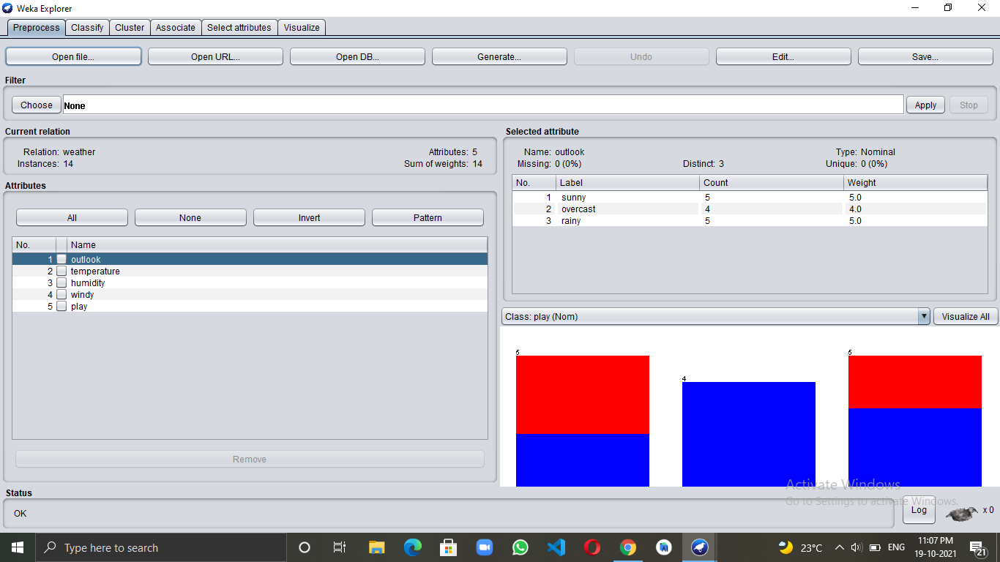 Weka Explorer
Preprocess Classify Cluster Associate Select attributes Visualize
Open file... Open URL... Open DB... Generate... Undo Edit... Save...
Filter
Choose None Apply Stop
Current relation
Relation: weather Attributes: 5
Instances: 14 Sum of weights: 14
Attributes
All None Invert Pattern
No. Name
1 outlook
2 temperature
3 humidity
4 windy
5 play
Remove
Selected attribute
Name: outlook Type: Nominal
Missing: 0 (0%) Distinct: 3 Unique: 0 (0%)
No. Label Count Weight
1 sunny 5 5.0
2 overcast 4 4.0
3 rainy 5 5.0
Class: play (Nom) Visualize All
5 4 5
Activate Windows
Go to Settings to activate Windows.
Status
OK
Log x 0
Type here to search
23°C ENG
11:07 PM
19-10-2021
21